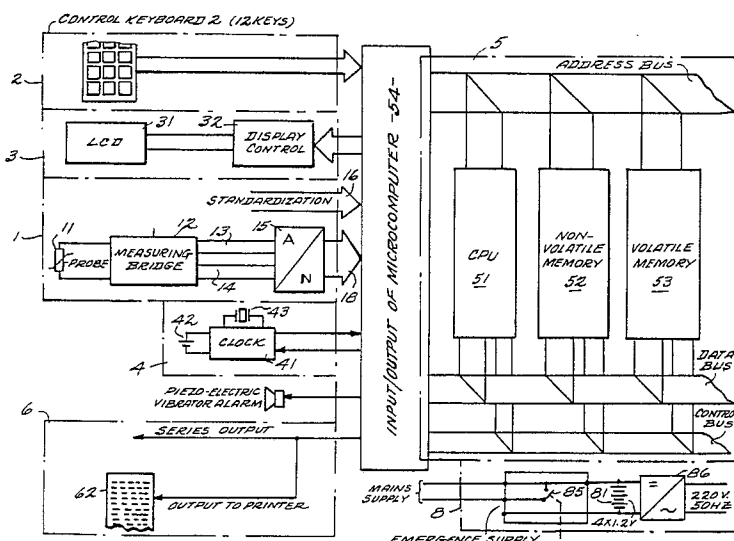 CONTROL KEYBOARD 2 (12 KEYS)
2
5
ADDRESS BUS
31
32
LCD
DISPLAY
CONTROL
3
16
STANDARDIZATION
1
11
PROBE
12
MEASURING
BRIDGE
13
14
15
A
N
18
INPUT/OUTPUT OF MICROCOMPUTER -54-
CPU
51
NON-
VOLATILE
MEMORY
52
VOLATILE
MEMORY
53
42
43
CLOCK
41
4
DATA
BUS
CONTROL
BUS
PIEZO-ELECTRIC
VIBRATOR ALARM
6
SERIES OUTPUT
62
OUTPUT TO PRINTER
MAINS
SUPPLY
8
85
81
4X1.2V
86
=
~
220V.
50HZ
EMERGENCE SUPPLY